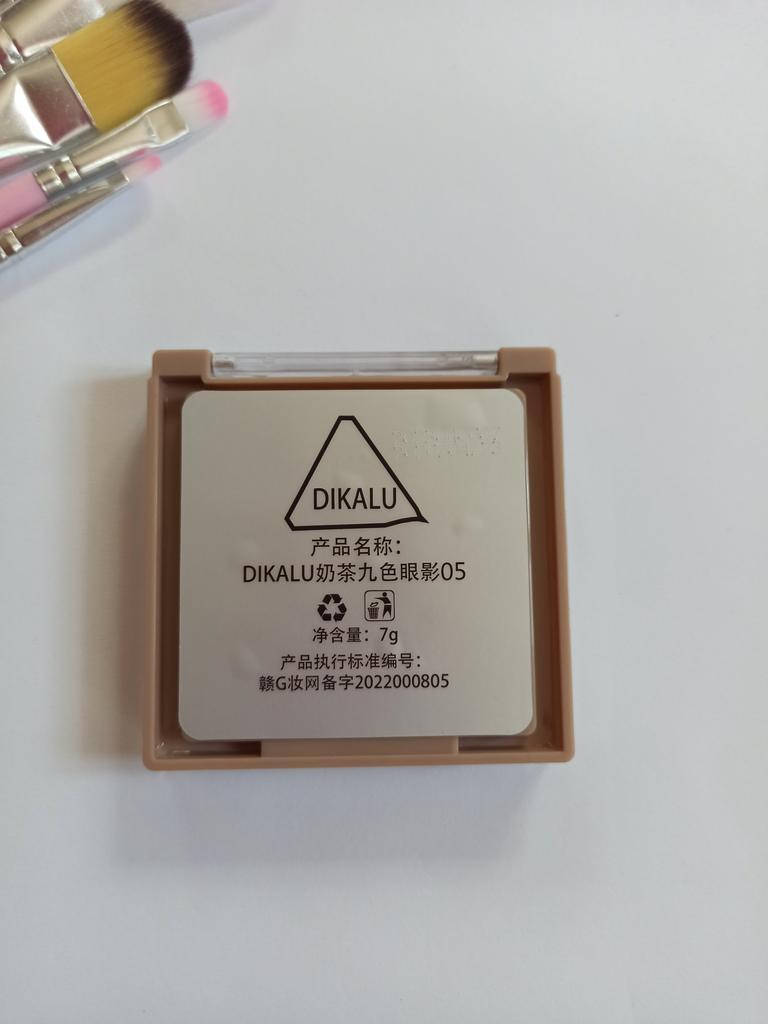 DIKALU
产品名称：
DIKALU奶茶九色眼影05
净含量：7g
产品执行标准编号：
赣G妆网备字2022000805